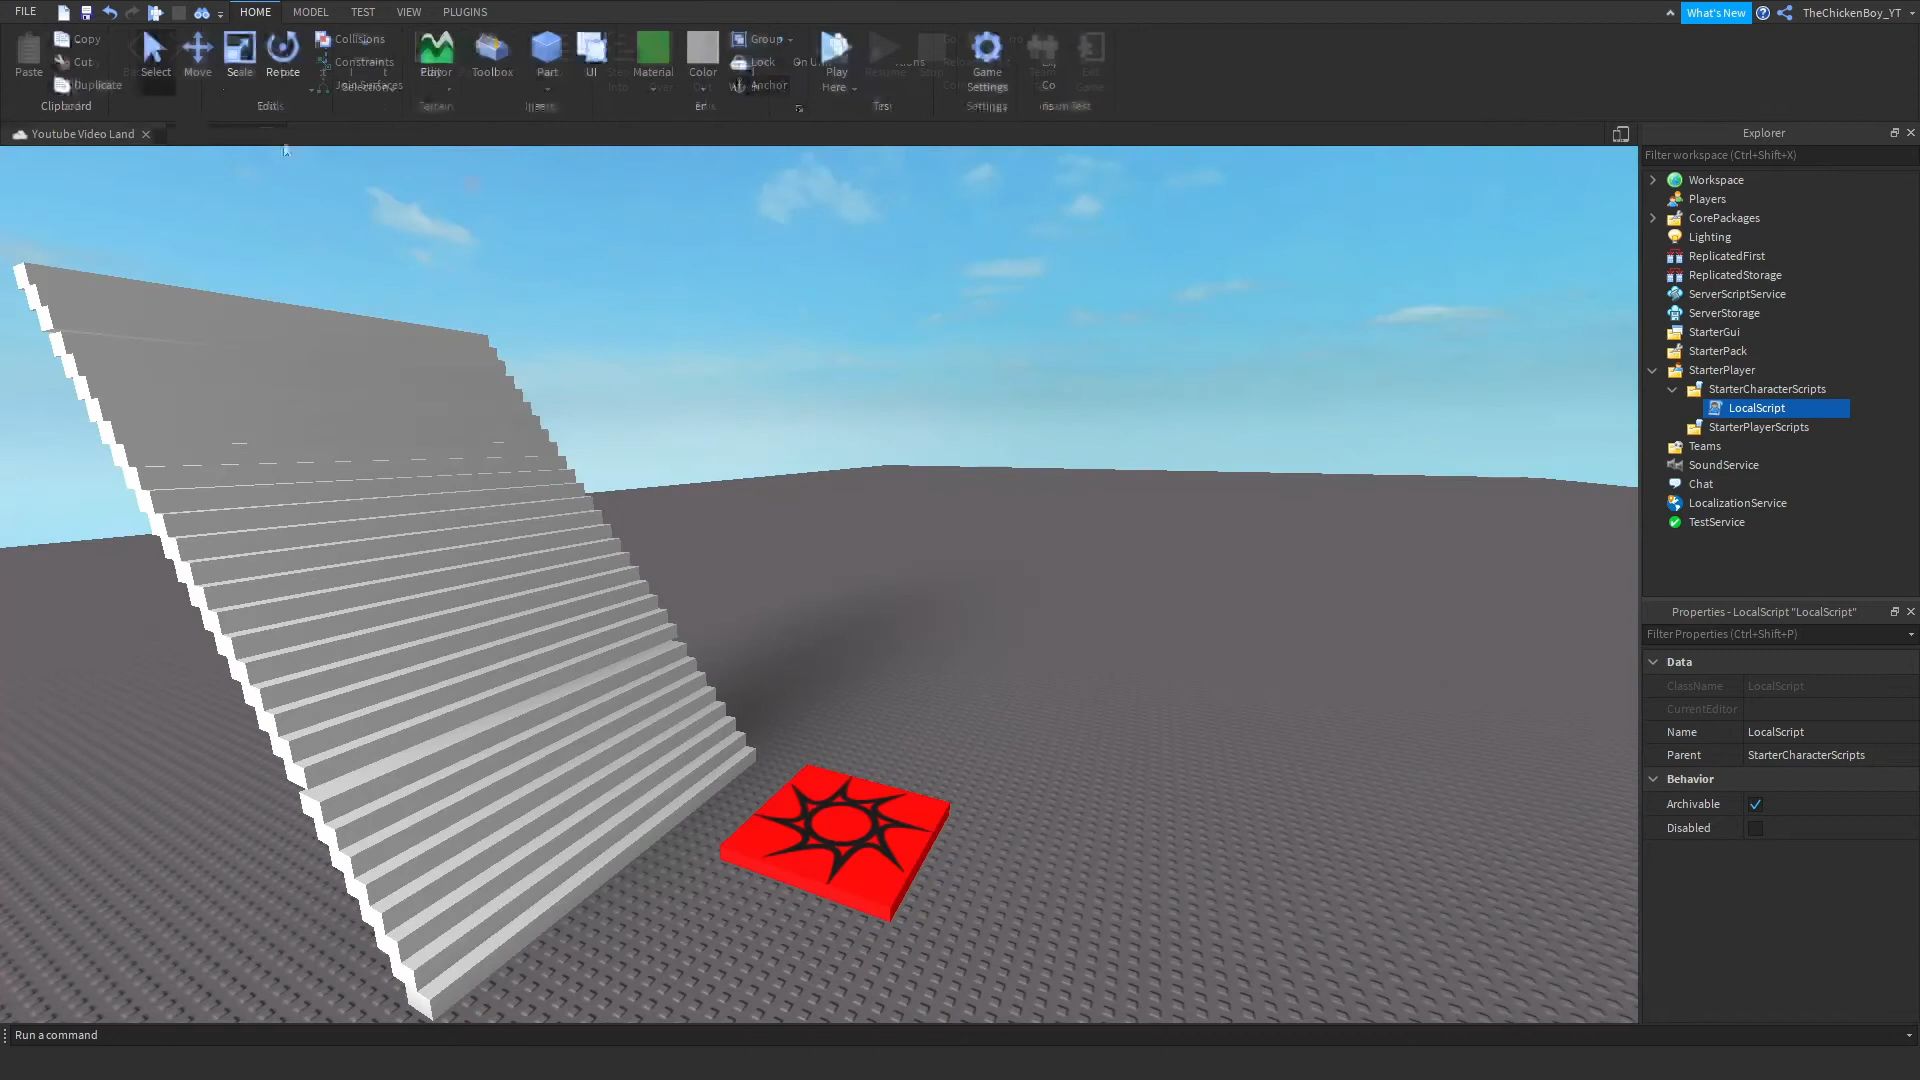 FILE HOME MODEL TEST VIEW PLUGINS What's New TheChickenBoy_YT
Copy Collisions Group
Cut Constraints Lock
Paste Select Move Scale Rotate Toolbox Part UI Material Color Play Game
Duplicate Anchor Here Settings
Clipboard Edit
Youtube Video Land
Explorer
Filter workspace (Ctrl+Shift+X)
Workspace
Players
CorePackages
Lighting
ReplicatedFirst
ReplicatedStorage
ServerScriptService
ServerStorage
StarterGui
StarterPack
StarterPlayer
StarterCharacterScripts
LocalScript
StarterPlayerScripts
Teams
SoundService
Chat
LocalizationService
TestService
Properties - LocalScript "LocalScript"
Filter Properties (Ctrl+Shift+P)
Data
ClassName LocalScript
CurrentEditor
Name LocalScript
Parent StarterCharacterScripts
Behavior
Archivable
Disabled
Run a command